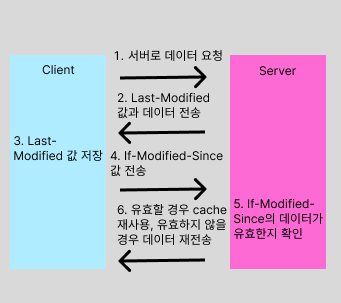 1. 서버로 데이터 요청
Client
Server
2. Last-Modified
값과 데이터 전송
3. Last-
Modified 값 저장
4. If-Modified-Since
값 전송
5. If-Modified-
Since의 데이터가
유효한지 확인
6. 유효할 경우 cache
재사용, 유효하지 않을
경우 데이터 재전송